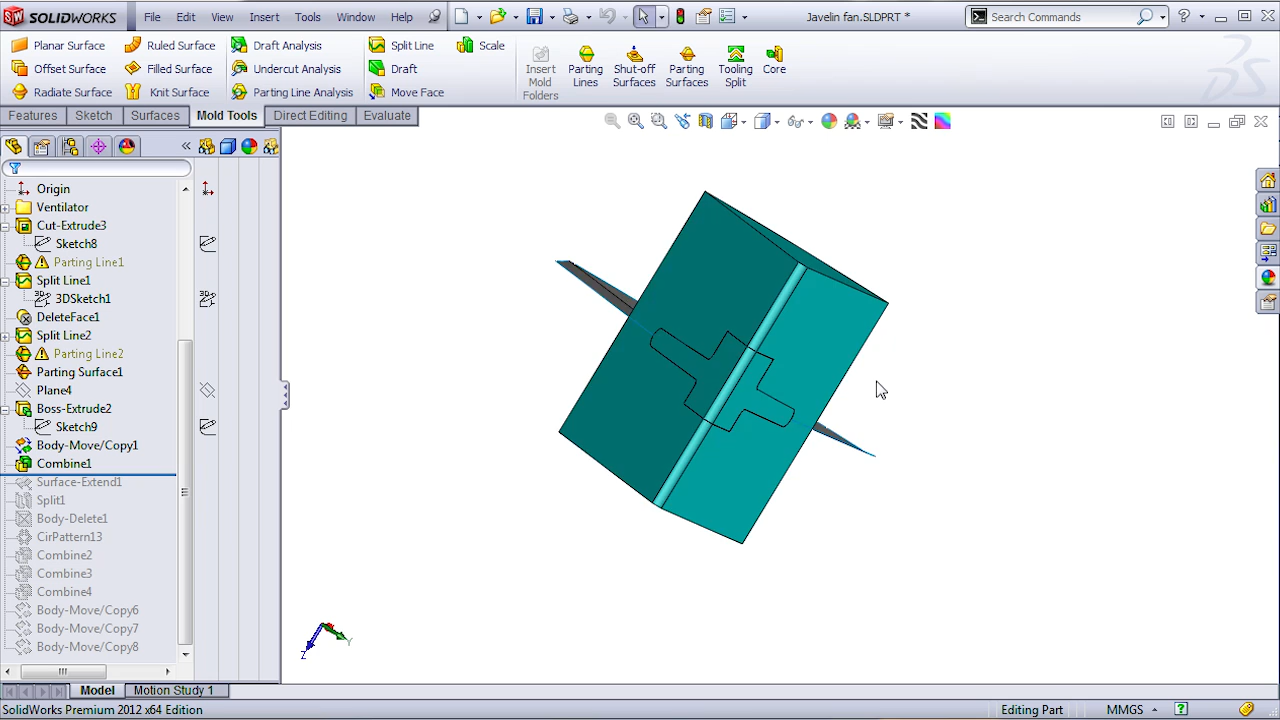 SOLIDWORKS File Edit View Insert Tools Window Help Javelin fan.SLDPRT * Search Commands ?
Planar Surface Ruled Surface Draft Analysis Split Line Scale
Offset Surface Filled Surface Undercut Analysis Draft
Radiate Surface Knit Surface Parting Line Analysis Move Face
Insert Mold Folders
Parting Lines
Shut-off Surfaces
Parting Surfaces
Tooling Split
Core
Features Sketch Surfaces Mold Tools Direct Editing Evaluate
Origin
Ventilator
Cut-Extrude3
Sketch8
Parting Line1
Split Line1
3DSketch1
DeleteFace1
Split Line2
Parting Line2
Parting Surface1
Plane4
Boss-Extrude2
Sketch9
Body-Move/Copy1
Combine1
Surface-Extend1
Split1
Body-Delete1
CirPattern13
Combine2
Combine3
Combine4
Body-Move/Copy6
Body-Move/Copy7
Body-Move/Copy8
Y
Z
Model Motion Study 1
SolidWorks Premium 2012 x64 Edition Editing Part MMGS ?